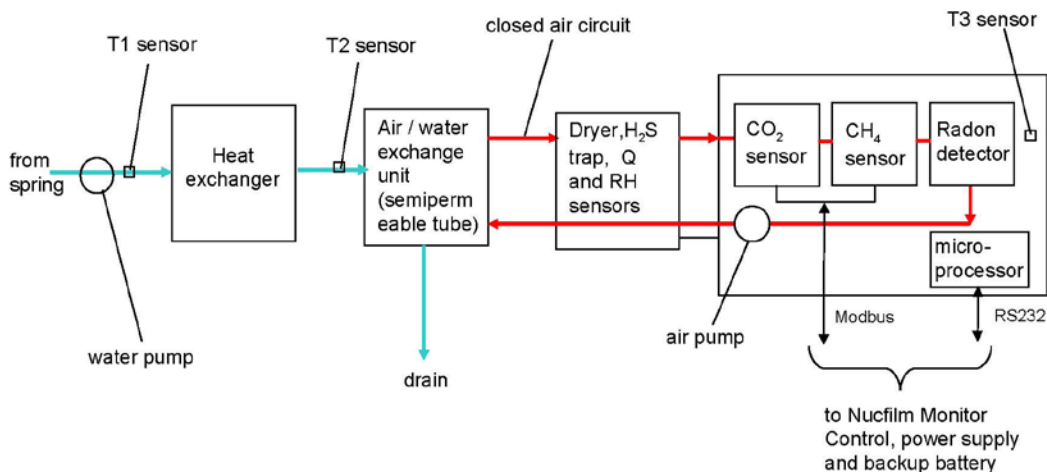 T1 sensor
T2 sensor
closed air circuit
T3 sensor
from
spring
Heat
exchanger
Air / water
exchange
unit
(semiperm
eable tube)
Dryer,H₂S
trap, Q
and RH
sensors
CO₂
sensor
CH₄
sensor
Radon
detector
micro-
processor
water pump
drain
air pump
Modbus
RS232
to Nucfilm Monitor
Control, power supply
and backup battery